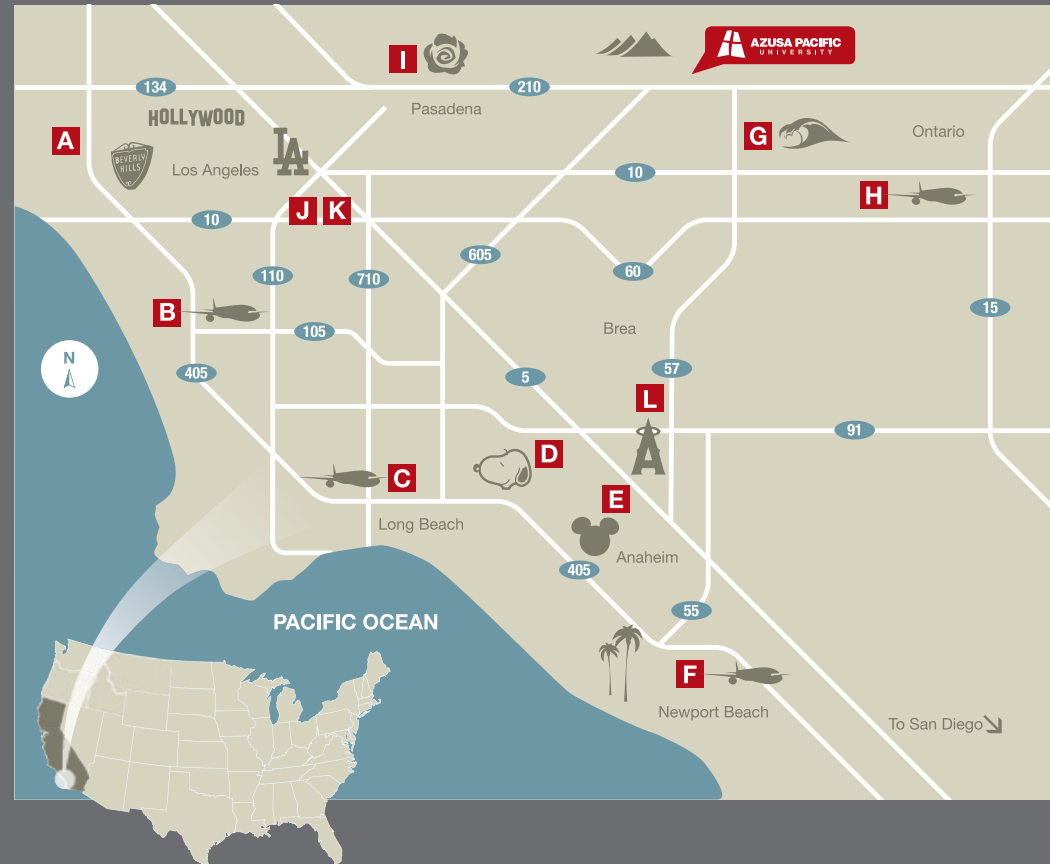 AZUSA PACIFIC
UNIVERSITY
I
134
210
Pasadena
HOLLYWOOD
A
G
Ontario
BEVERLY
HILLS
LA
Los Angeles
10
H
J K
10
605
60
110
710
B
15
105
Brea
N
405
5
57
L
91
A
D
C
E
Long Beach
Anaheim
405
55
PACIFIC OCEAN
F
Newport Beach
To San Diego